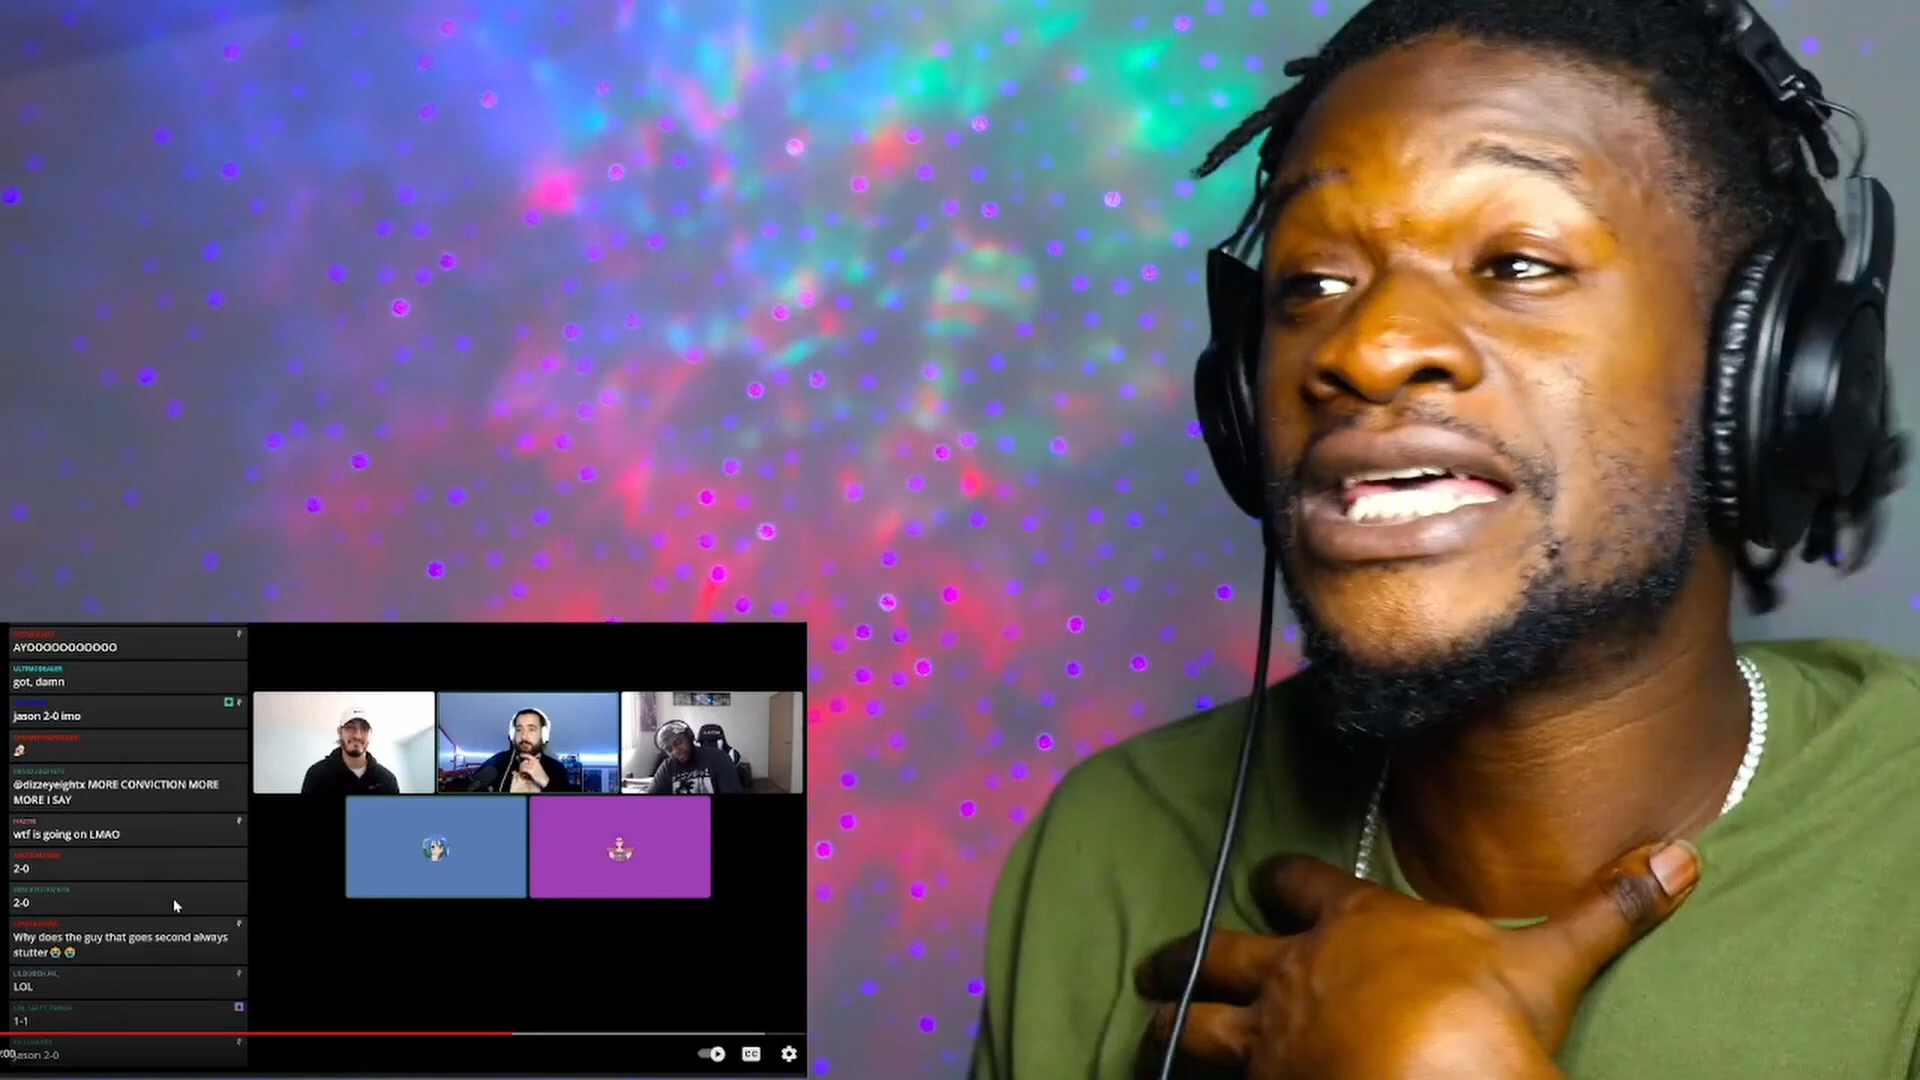 AYOOOOOOOOOOO
got, damn
jason 2-0 imo
@dizzeyeightx MORE CONVICTION MORE
MORE I SAY
wtf is going on LMAO
2-0
2-0
Why does the guy that goes second always
stutter😭😭
LOL
1-1
jason 2-0
CC